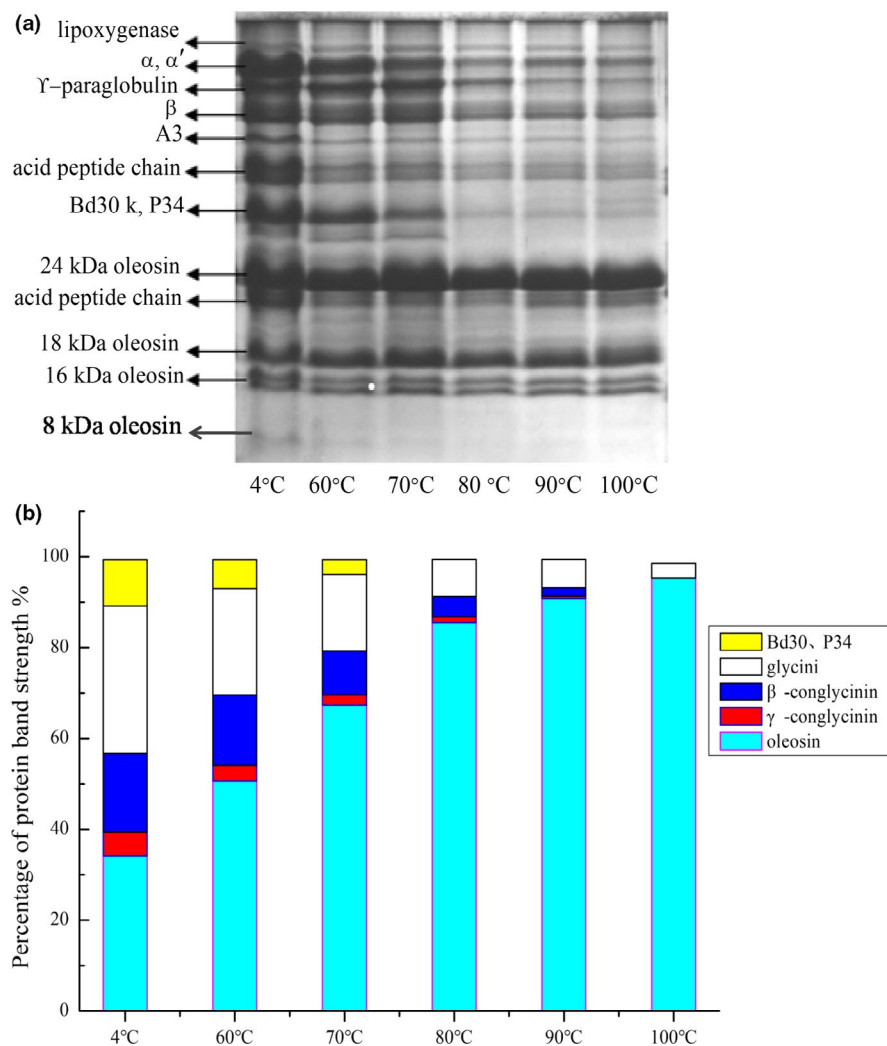 (a)
lipoxygenase
α, α′
ϒ–paraglobulin
β
A3
acid peptide chain
Bd30 k, P34
24 kDa oleosin
acid peptide chain
18 kDa oleosin
16 kDa oleosin
8 kDa oleosin
4°C 60°C 70°C 80 °C 90°C 100°C
(b)
Percentage of protein band strength %
100
80
60
40
20
0
4℃ 60℃ 70℃ 80℃ 90℃ 100℃
Bd30、P34
glycini
β -conglycinin
γ -conglycinin
oleosin